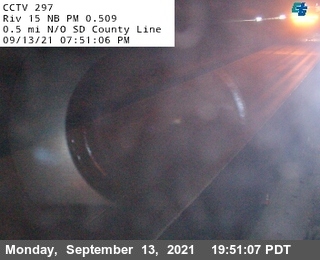 CCTV 297
Riv 15 NB PM 0.509
0.5 mi N/O SD County Line
09/13/21 07:51:06 PM
Monday, September 13, 2021 19:51:07 PDT